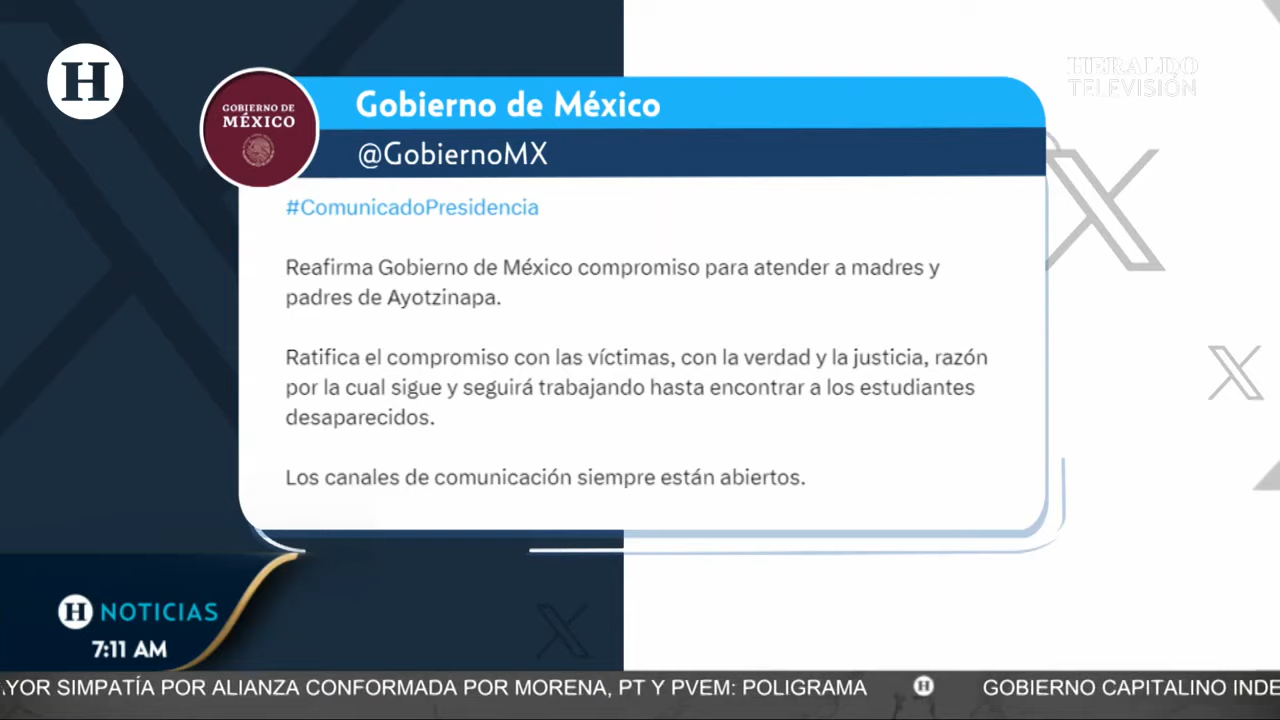 H
HERALDO
TELEVISIÓN
GOBIERNO DE
MÉXICO
Gobierno de México
@GobiernoMX
#ComunicadoPresidencia
Reafirma Gobierno de México compromiso para atender a madres y
padres de Ayotzinapa.
Ratifica el compromiso con las víctimas, con la verdad y la justicia, razón
por la cual sigue y seguirá trabajando hasta encontrar a los estudiantes
desaparecidos.
Los canales de comunicación siempre están abiertos.
H NOTICIAS
7:11 AM
YOR SIMPATÍA POR ALIANZA CONFORMADA POR MORENA, PT Y PVEM: POLIGRAMA H GOBIERNO CAPITALINO INDE